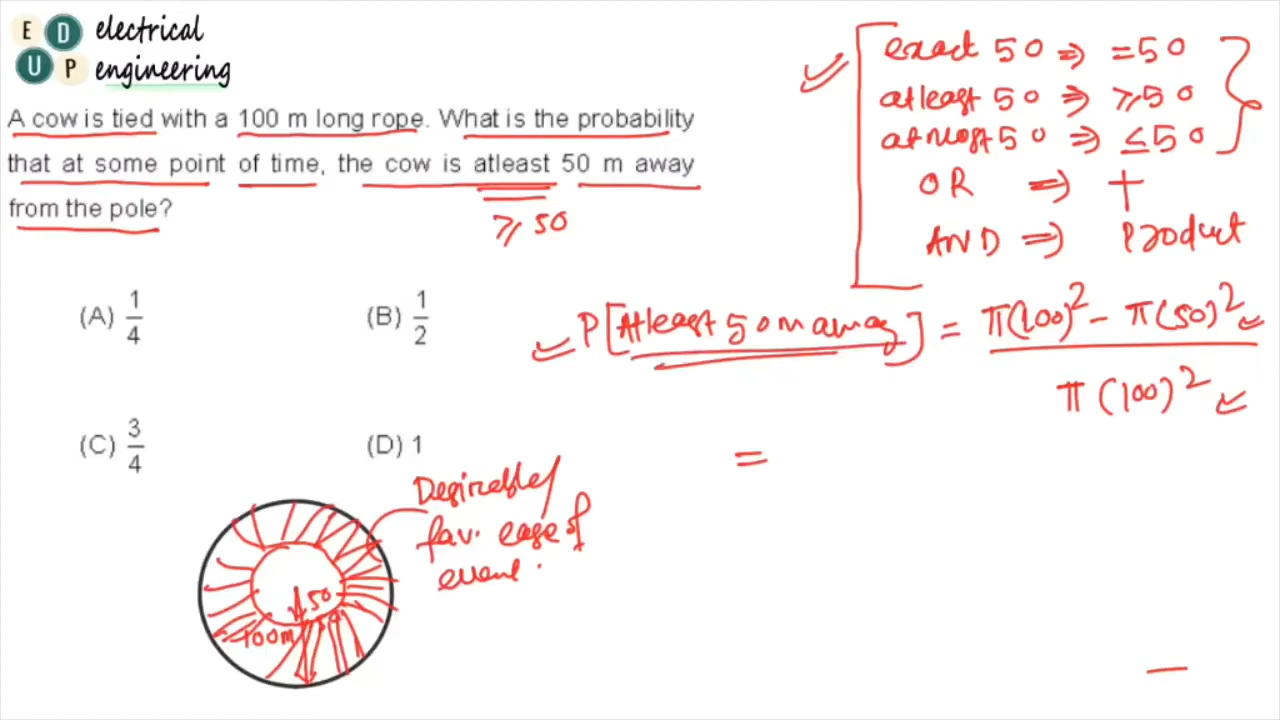 E D electrical
U P engineering
A cow is tied with a 100 m long rope. What is the probability
that at some point of time, the cow is atleast 50 m away
from the pole?
≥ 50
(A) 1/4
(B) 1/2
(C) 3/4
(D) 1
exact 50 ⇒ =50
atleast 50 ⇒ ≥50
atmost 50 ⇒ ≤50
OR ⇒ +
AND ⇒ Product
P[Atleast 50 m away] = π(100)² - π(50)² / π(100)²
=
Desirable/
fav. case of
event.
50
50
100m